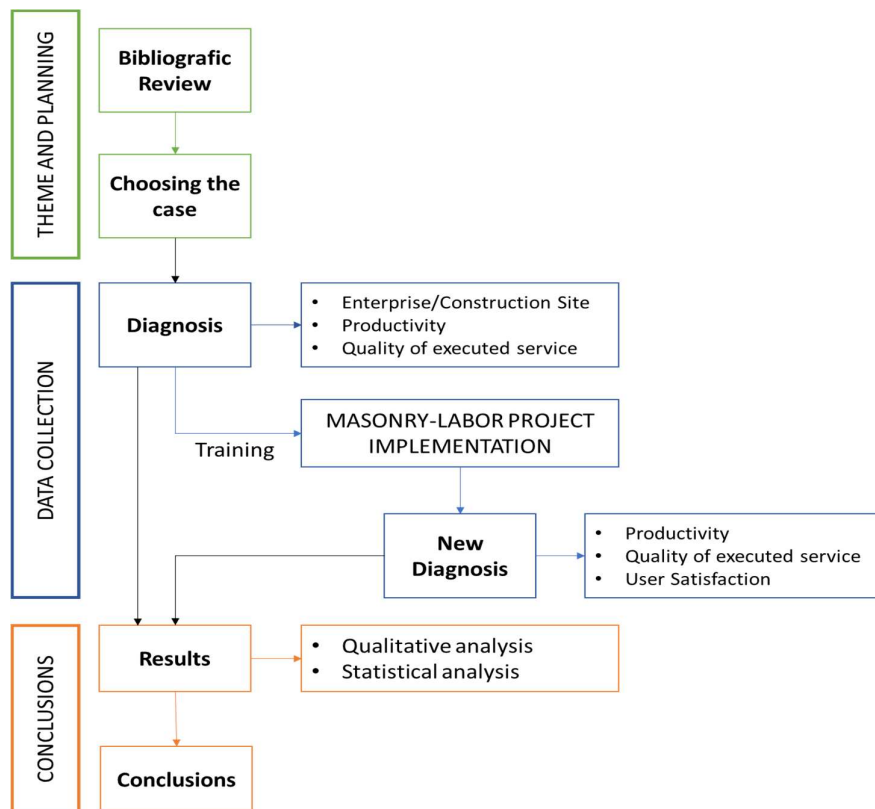 THEME AND PLANNING
Bibliografic
Review
Choosing the
case
DATA COLLECTION
Diagnosis
• Enterprise/Construction Site
• Productivity
• Quality of executed service
Training
MASONRY-LABOR PROJECT
IMPLEMENTATION
New
Diagnosis
• Productivity
• Quality of executed service
• User Satisfaction
CONCLUSIONS
Results
• Qualitative analysis
• Statistical analysis
Conclusions